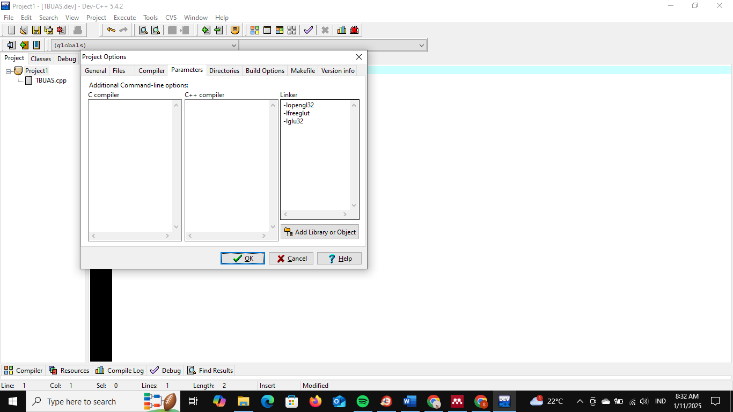 Project1 - [TBUAS.dev] - Dev-C++ 5.4.2
File Edit Search View Project Execute Tools CVS Window Help
(globals)
Project Classes Debug
Project1
TBUAS.cpp
Project Options
General Files Compiler Parameters Directories Build Options Makefile Version info
Additional Command-line options:
C compiler C++ compiler Linker
-lopengl32
-lfreeglut
-lglu32
Add Library or Object
OK Cancel Help
Compiler Resources Compile Log Debug Find Results
Line: 1 Col: 1 Sel: 0 Lines: 1 Length: 2 Insert Modified
Type here to search
22°C
IND
8:32 AM
1/11/2025